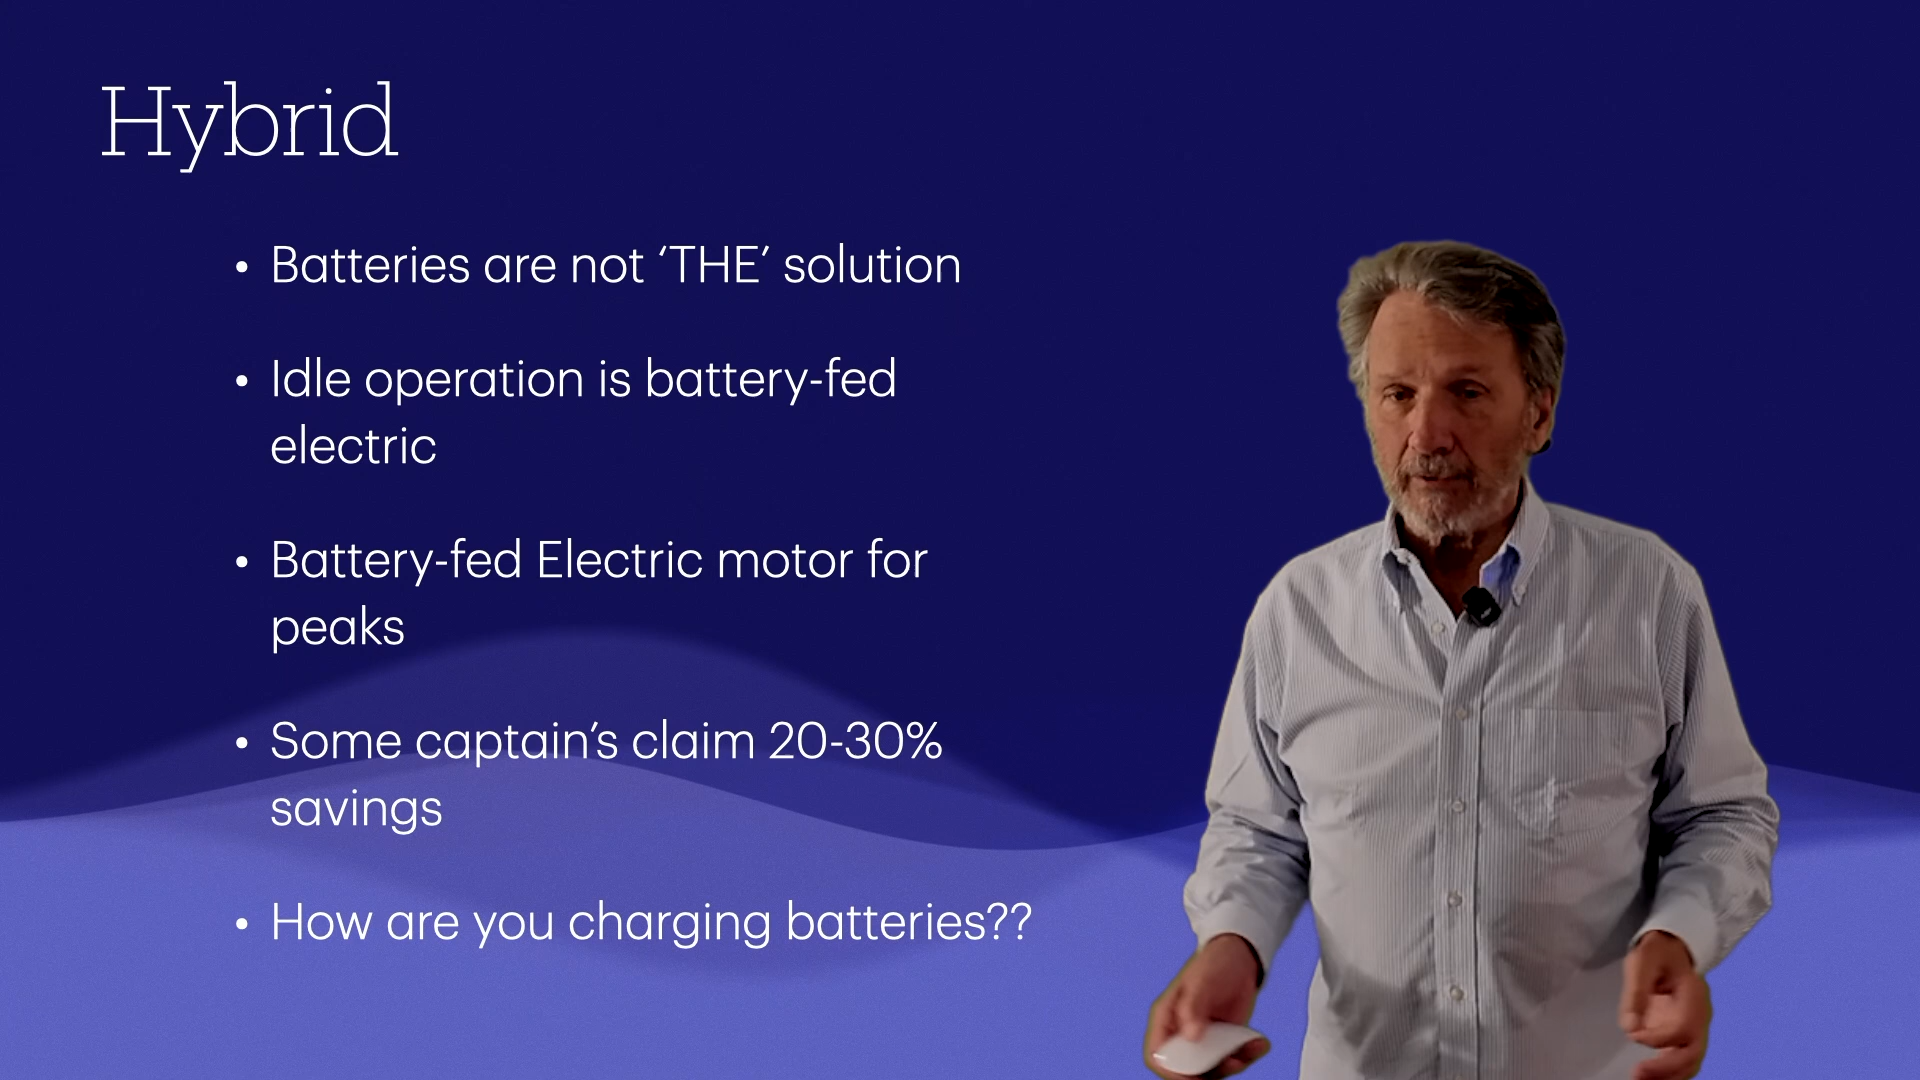 Hybrid
• Batteries are not ‘THE’ solution
• Idle operation is battery-fed
electric
• Battery-fed Electric motor for
peaks
• Some captain’s claim 20-30%
savings
• How are you charging batteries??